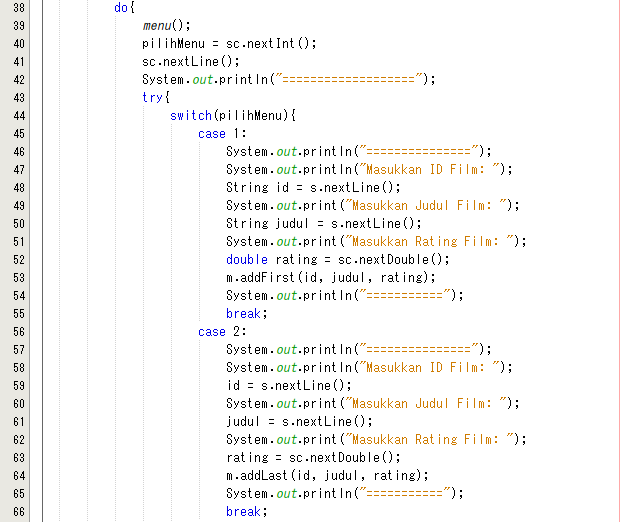 38 do{
39 menu();
40 pilihMenu = sc.nextInt();
41 sc.nextLine();
42 System.out.println("===================");
43 try{
44 switch(pilihMenu){
45 case 1:
46 System.out.println("===============");
47 System.out.println("Masukkan ID Film: ");
48 String id = s.nextLine();
49 System.out.print("Masukkan Judul Film: ");
50 String judul = s.nextLine();
51 System.out.print("Masukkan Rating Film: ");
52 double rating = sc.nextDouble();
53 m.addFirst(id, judul, rating);
54 System.out.println("===========");
55 break;
56 case 2:
57 System.out.println("===============");
58 System.out.println("Masukkan ID Film: ");
59 id = s.nextLine();
60 System.out.print("Masukkan Judul Film: ");
61 judul = s.nextLine();
62 System.out.print("Masukkan Rating Film: ");
63 rating = sc.nextDouble();
64 m.addLast(id, judul, rating);
65 System.out.println("===========");
66 break;